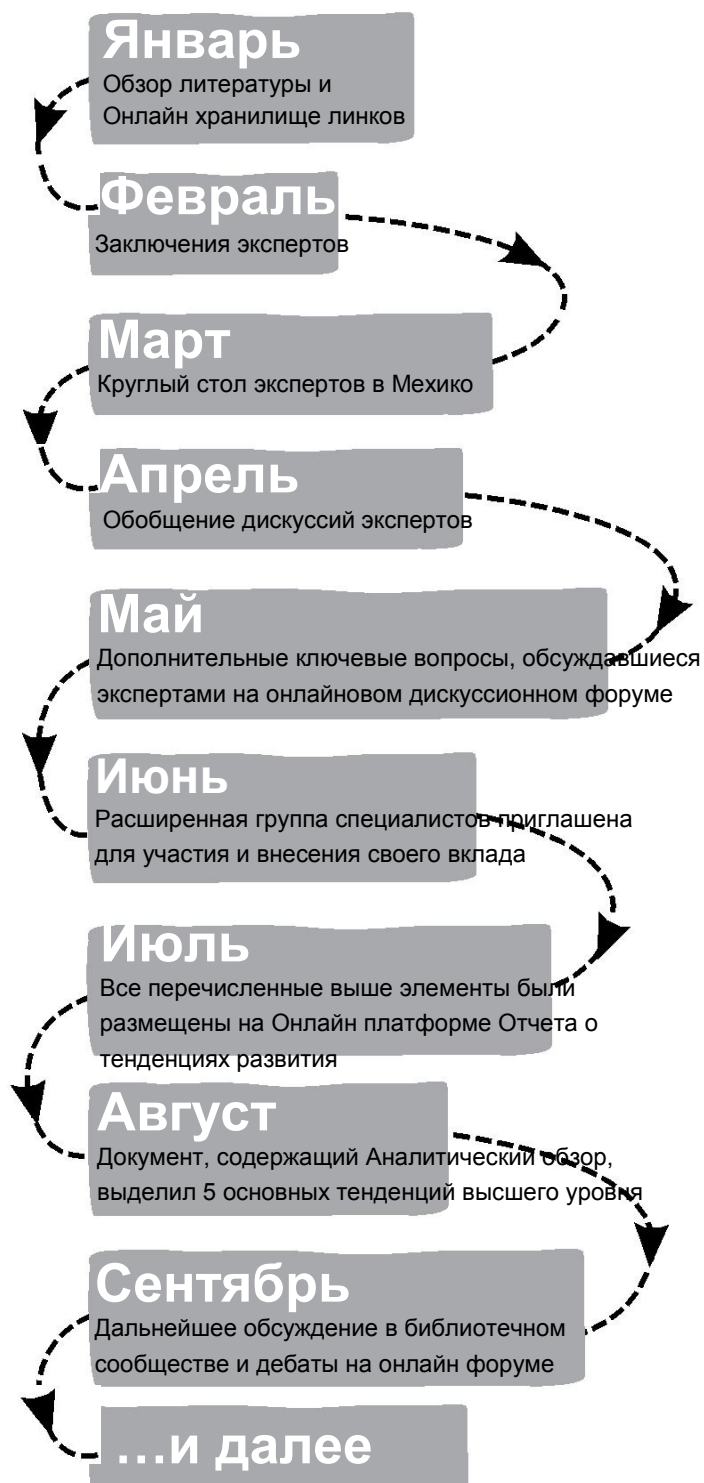 Январь
Обзор литературы и
Онлайн хранилище линков
Февраль
Заключения экспертов
Март
Круглый стол экспертов в Мехико
Апрель
Обобщение дискуссий экспертов
Май
Дополнительные ключевые вопросы, обсуждавшиеся
экспертами на онлайновом дискуссионном форуме
Июнь
Расширенная группа специалистов приглашена
для участия и внесения своего вклада
Июль
Все перечисленные выше элементы были
размещены на Онлайн платформе Отчета о
тенденциях развития
Август
Документ, содержащий Аналитический обзор,
выделил 5 основных тенденций высшего уровня
Сентябрь
Дальнейшее обсуждение в библиотечном
сообществе и дебаты на онлайн форуме
…и далее